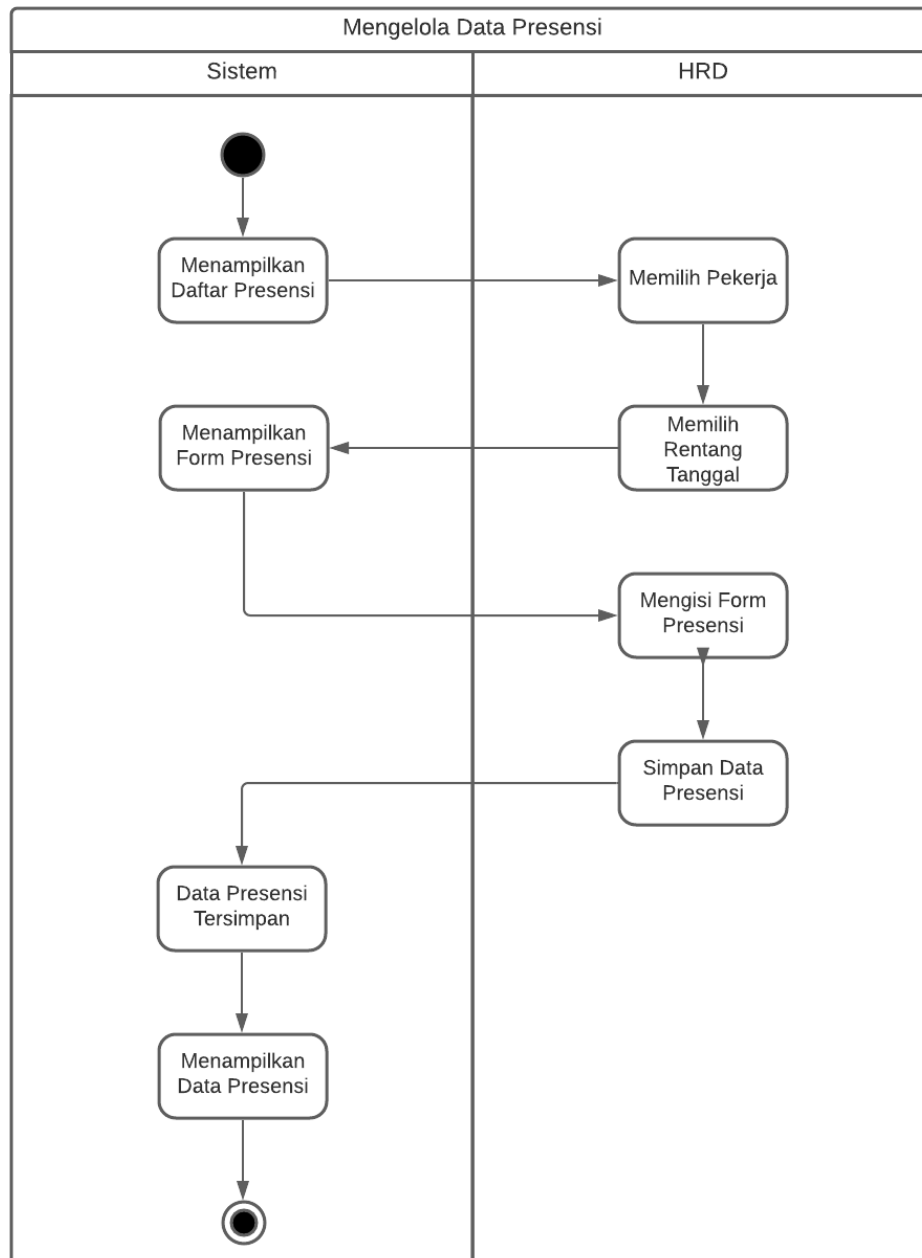 Mengelola Data Presensi
Sistem
HRD
Menampilkan
Daftar Presensi
Memilih Pekerja
Menampilkan
Form Presensi
Memilih
Rentang
Tanggal
Mengisi Form
Presensi
Simpan Data
Presensi
Data Presensi
Tersimpan
Menampilkan
Data Presensi